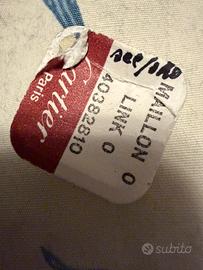 Cartier
Paris
MAILLON 0
LINK 0
40382810
subito